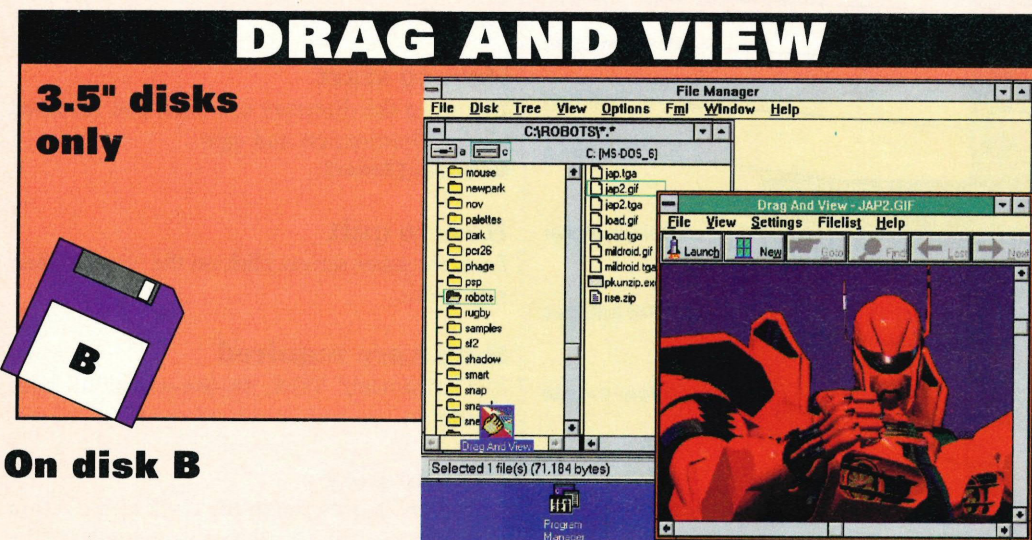 DRAG AND VIEW
3.5" disks
only
B
On disk B
File Manager
File Disk Tree View Options Fml Window Help
C:\ROBOTS\*.*
a c C: [MS-DOS_6]
mouse
newpark
nov
palettes
park
pcr26
phage
psp
robots
rugby
samples
sf2
shadow
smart
snap
jap.tga
jap2.gif
jap2.tga
load.gif
load.tga
mildroid.gif
mildroid.tga
pkunzip.ex
rise.zip
Drag And View
Selected 1 file(s) (71,184 bytes)
Program
Manager
Drag And View - JAP2.GIF
File View Settings Filelist Help
Launch New Goto Find Last Next